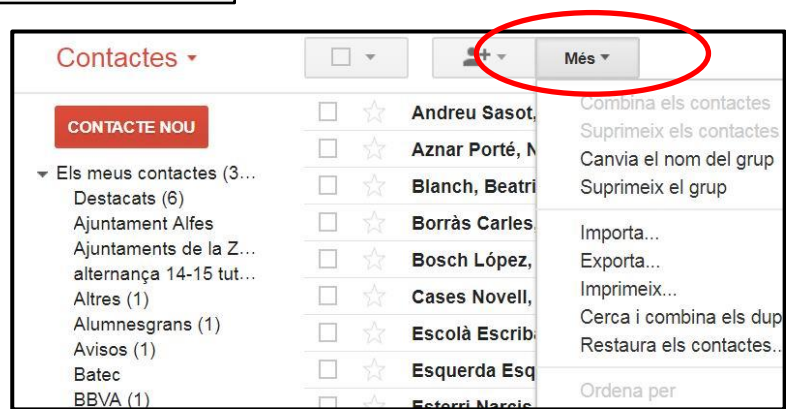 Contactes
Més
CONTACTE NOU
Els meus contactes (3...
Destacats (6)
Ajuntament Alfes
Ajuntaments de la Z...
alternança 14-15 tut...
Altres (1)
Alumnesgrans (1)
Avisos (1)
Batec
BBVA (1)
Andreu Sasot,
Aznar Porté, N
Blanch, Beatri
Borràs Carles,
Bosch López,
Cases Novell,
Escolà Escriba
Esquerda Esq
Esterri Narcis
Combina els contactes
Suprimeix els contactes
Canvia el nom del grup
Suprimeix el grup
Importa...
Exporta...
Imprimeix...
Cerca i combina els dup
Restaura els contactes..
Ordena per